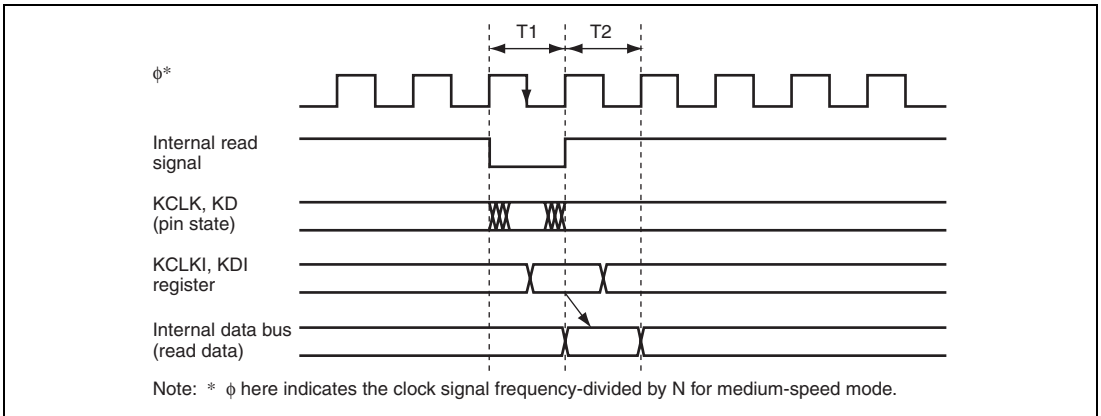 T1 T2
φ*
Internal read
signal
KCLK, KD
(pin state)
KCLKI, KDI
register
Internal data bus
(read data)
Note: * φ here indicates the clock signal frequency-divided by N for medium-speed mode.